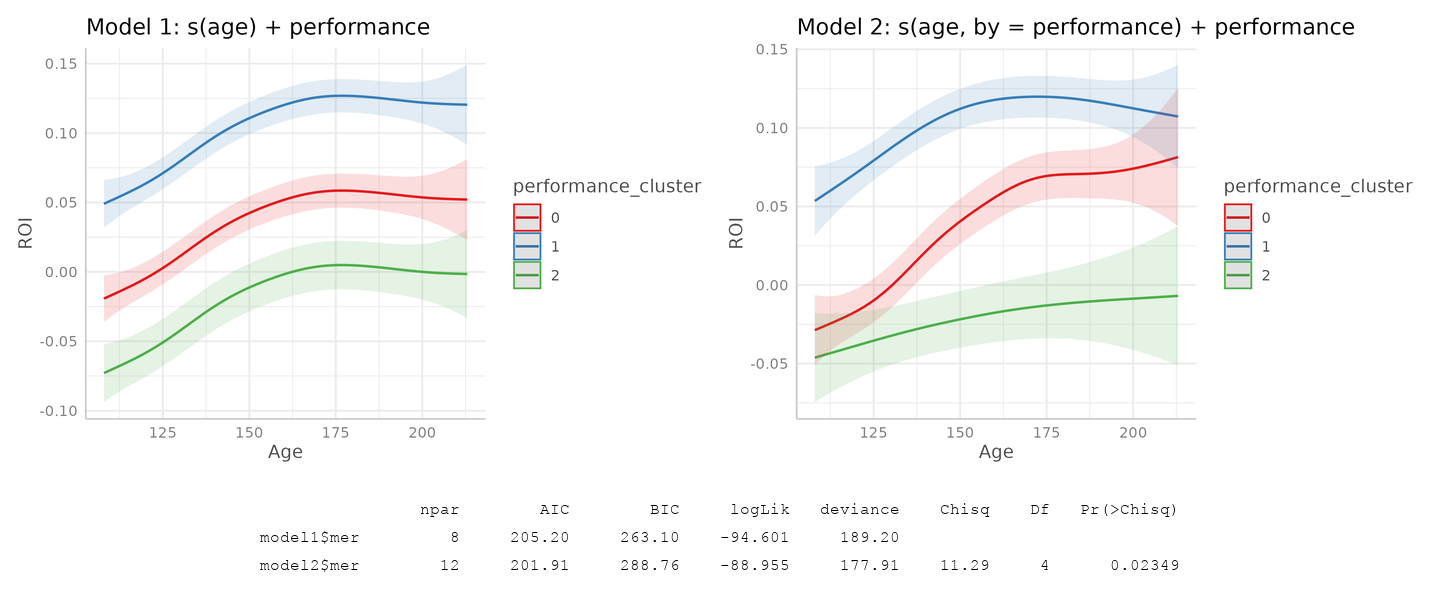 Model 1: s(age) + performance
0.15
0.10
0.05
0.00
-0.05
-0.10
ROI
125 150 175 200
Age
performance_cluster
0
1
2
Model 2: s(age, by = performance) + performance
0.15
0.10
0.05
0.00
-0.05
ROI
125 150 175 200
Age
performance_cluster
0
1
2
npar AIC BIC logLik deviance Chisq Df Pr(>Chisq)
model1$mer 8 205.20 263.10 -94.601 189.20
model2$mer 12 201.91 288.76 -88.955 177.91 11.29 4 0.02349